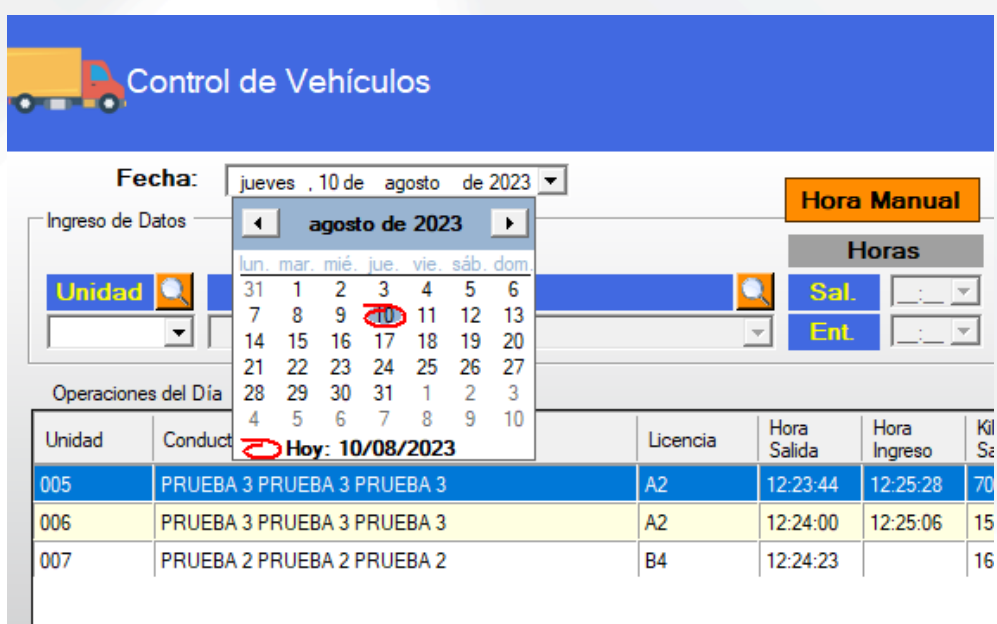 Control de Vehículos
Fecha: jueves , 10 de agosto de 2023
Hora Manual
Ingreso de Datos
agosto de 2023
Horas
lun. mar. mié. jue. vie. sáb. dom.
Unidad
31 1 2 3 4 5 6
Sal. _:_
7 8 9 10 11 12 13
14 15 16 17 18 19 20
Ent. _:_
21 22 23 24 25 26 27
28 29 30 31 1 2 3
4 5 6 7 8 9 10
Hoy: 10/08/2023
Operaciones del Día
Unidad Conduct Licencia Hora Salida Hora Ingreso Kil Sa
005 PRUEBA 3 PRUEBA 3 PRUEBA 3 A2 12:23:44 12:25:28 70
006 PRUEBA 3 PRUEBA 3 PRUEBA 3 A2 12:24:00 12:25:06 15
007 PRUEBA 2 PRUEBA 2 PRUEBA 2 B4 12:24:23 16